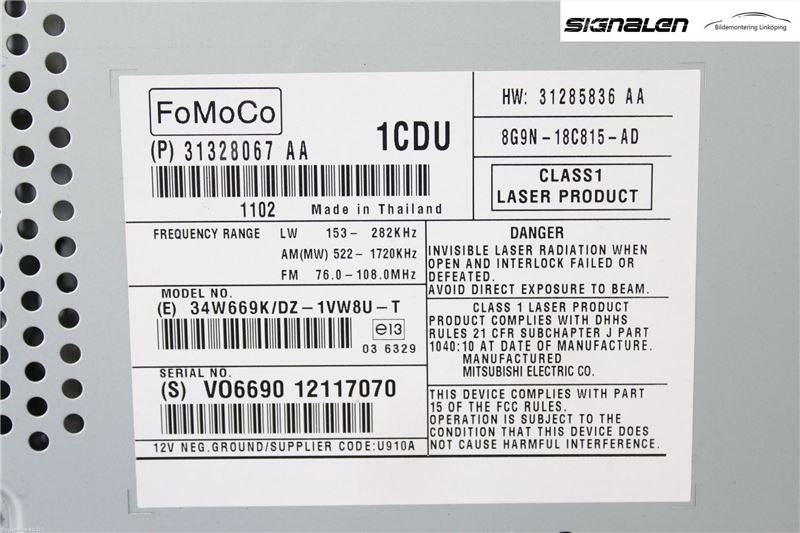 SIGNALEN
Bildemontering Linköping
FoMoCo
1CDU
(P) 31328067 AA
1102 Made in Thailand
HW: 31285836 AA
8G9N-18C815-AD
CLASS1
LASER PRODUCT
FREQUENCY RANGE LW 153- 282KHz
AM(MW) 522- 1720KHz
FM 76.0-108.0MHz
DANGER
INVISIBLE LASER RADIATION WHEN
OPEN AND INTERLOCK FAILED OR
DEFEATED.
AVOID DIRECT EXPOSURE TO BEAM.
MODEL NO.
(E) 34W669K/DZ-1VW8U-T
e13
03 6329
CLASS 1 LASER PRODUCT
PRODUCT COMPLIES WITH DHHS
RULES 21 CFR SUBCHAPTER J PART
1040:10 AT DATE OF MANUFACTURE.
MANUFACTURED
MITSUBISHI ELECTRIC CO.
SERIAL NO.
(S) VO6690 12117070
12V NEG.GROUND/SUPPLIER CODE:U910A
THIS DEVICE COMPLIES WITH PART
15 OF THE FCC RULES.
OPERATION IS SUBJECT TO THE
CONDITION THAT THIS DEVICE DOES
NOT CAUSE HARMFUL INTERFERENCE.